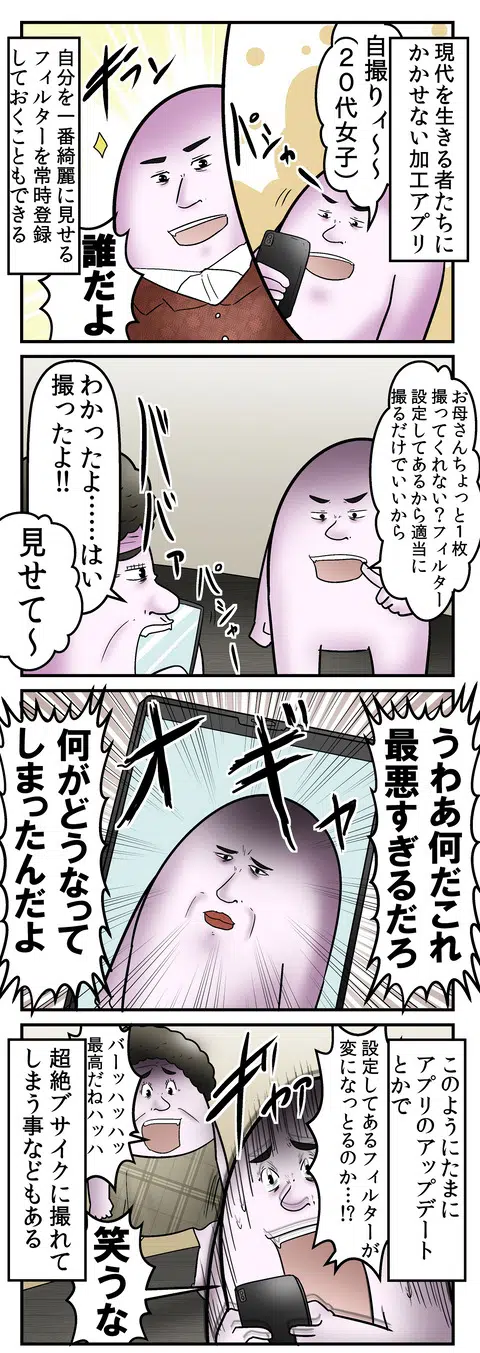 現代を生きる者たちに
かかせない加工アプリ
自撮りィ〜〜
（２０代女子）
ギラン
自分を一番綺麗に見せる
フィルターを常時登録
しておくこともできる
誰だよ
お母さんちょっと１枚
撮ってくれない？フィルター
設定してあるから適当に
撮るだけでいいから
ババァ
パシャー
わかったよ……はい
撮ったよ!!
見せて〜
うわあ何だこれ
最悪すぎるだろ
オギャ
何がどうなって
しまったんだよ
このようにたまに
アプリのアップデート
とかで
設定してあるフィルターが
変になっとるのか…!?
ギャァァ
バーッハッハッ
最高だねハッハ
笑うな
超絶ブサイクに撮れて
しまう事などもある